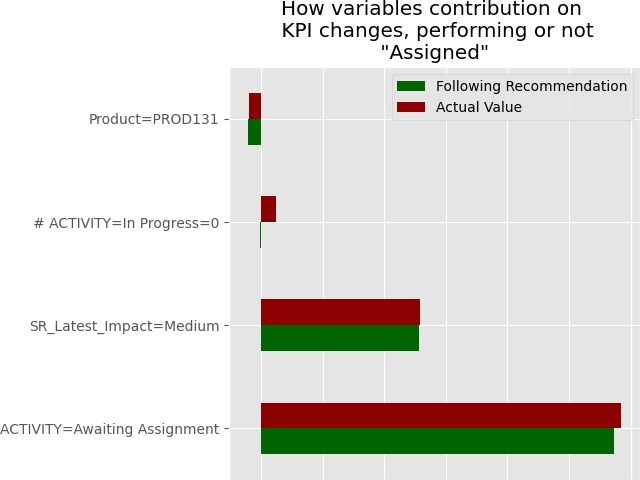 How variables contribution on
KPI changes, performing or not
"Assigned"
Following Recommendation
Actual Value
Product=PROD131
# ACTIVITY=In Progress=0
SR_Latest_Impact=Medium
ACTIVITY=Awaiting Assignment